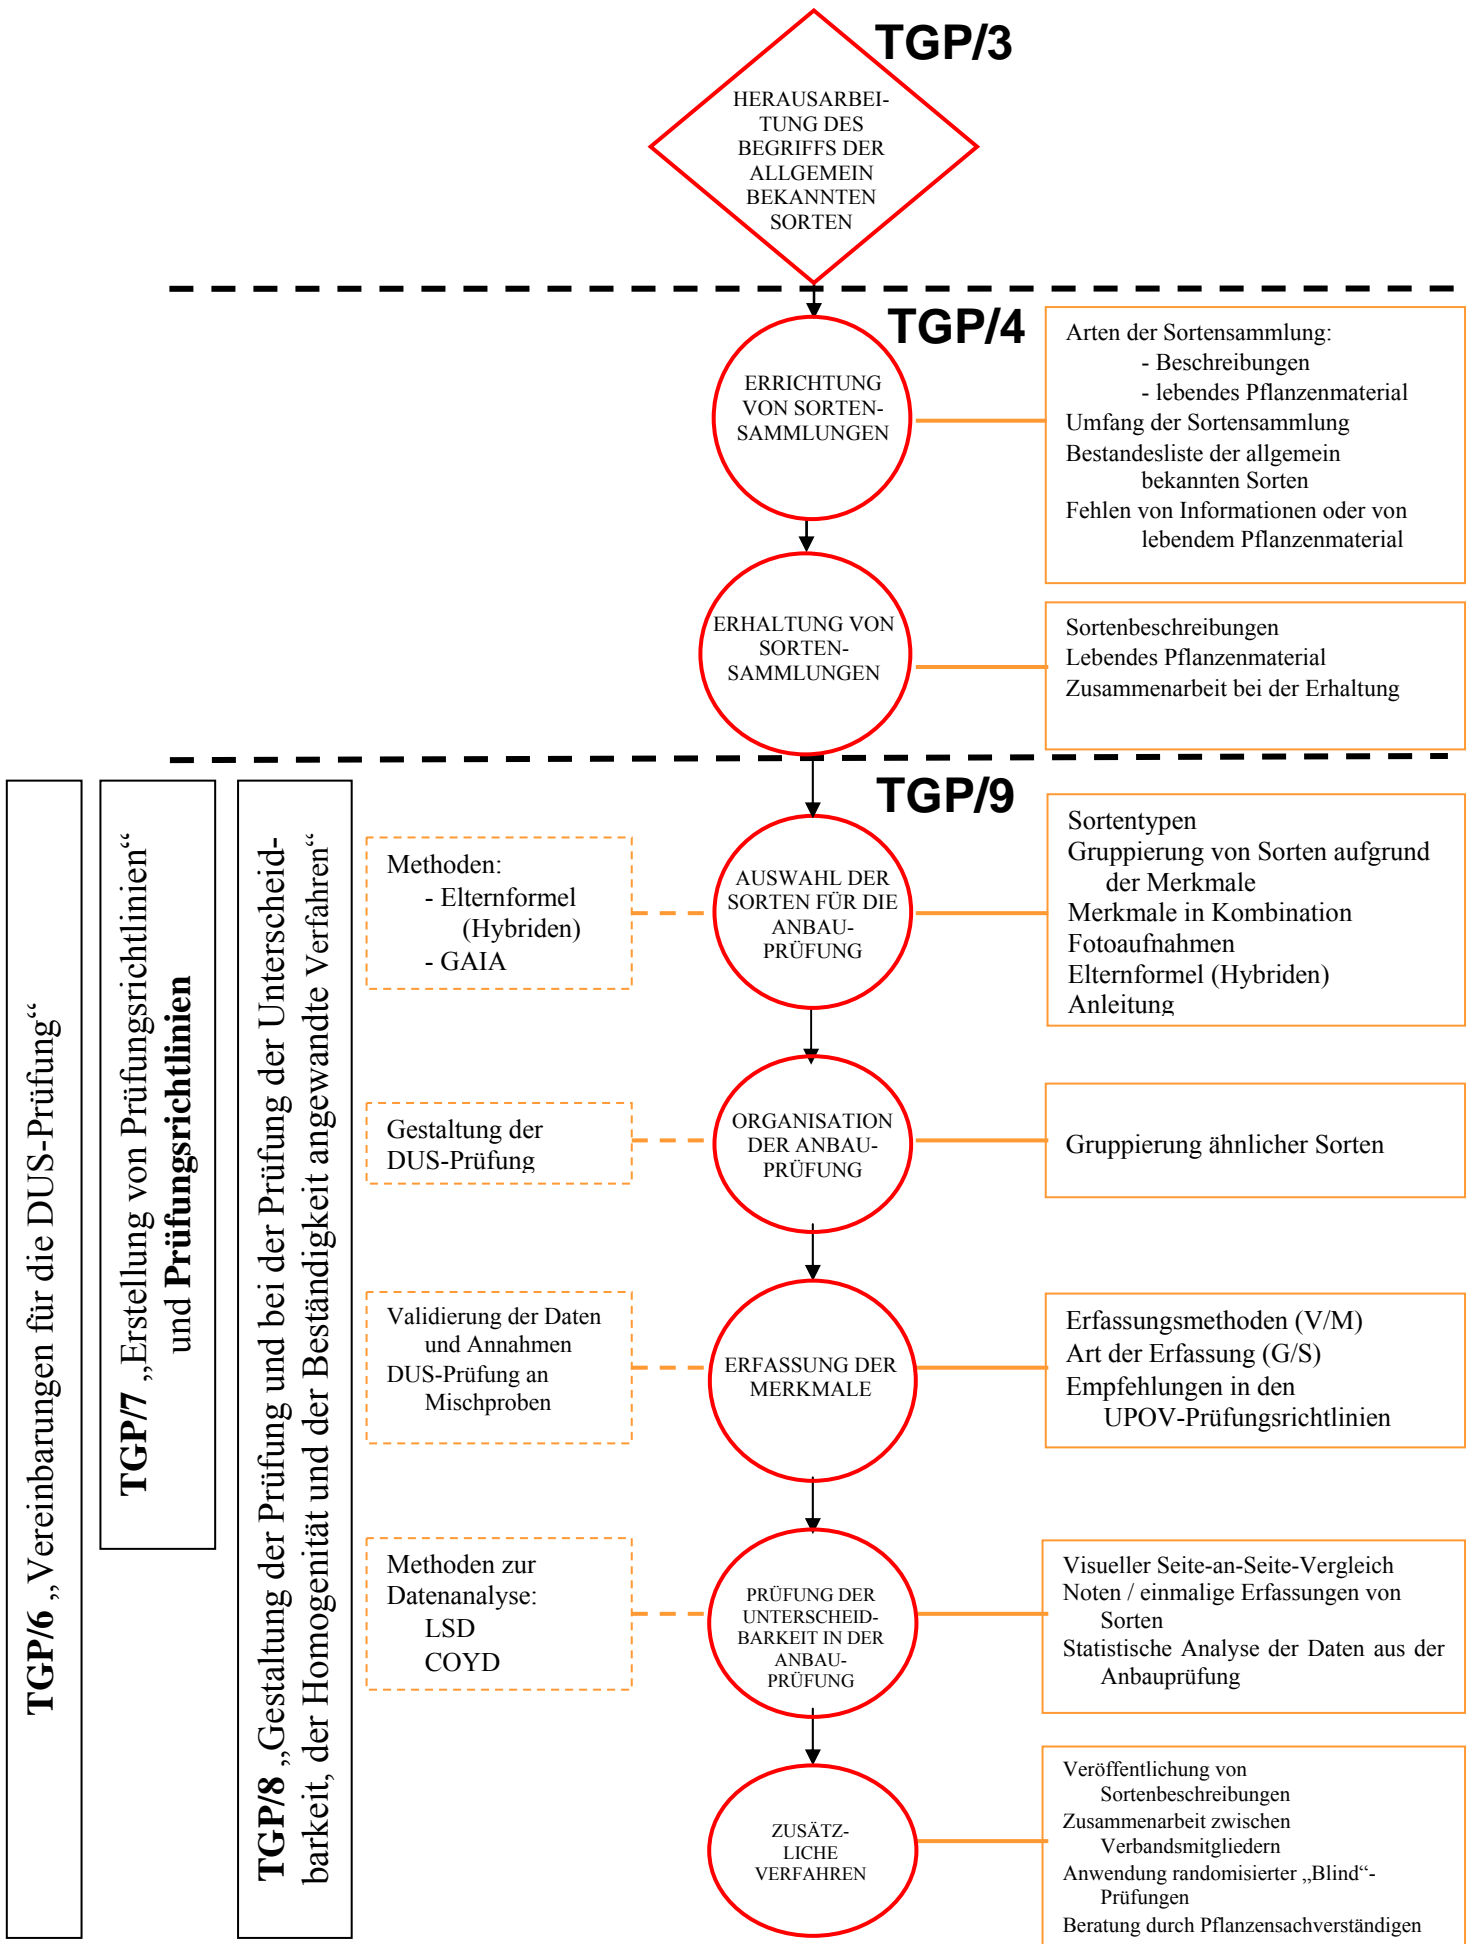 TGP/3
HERAUSARBEI-
TUNG DES
BEGRIFFS DER
ALLGEMEIN
BEKANNTEN
SORTEN
TGP/4
ERRICHTUNG
VON SORTEN-
SAMMLUNGEN
Arten der Sortensammlung:
- Beschreibungen
- lebendes Pflanzenmaterial
Umfang der Sortensammlung
Bestandesliste der allgemein
bekannten Sorten
Fehlen von Informationen oder von
lebendem Pflanzenmaterial
ERHALTUNG VON
SORTEN-
SAMMLUNGEN
Sortenbeschreibungen
Lebendes Pflanzenmaterial
Zusammenarbeit bei der Erhaltung
TGP/6 „Vereinbarungen für die DUS-Prüfung“
TGP/7 „Erstellung von Prüfungsrichtlinien“
und Prüfungsrichtlinien
TGP/8 „Gestaltung der Prüfung und bei der Prüfung der Unterscheid-
barkeit, der Homogenität und der Beständigkeit angewandte Verfahren“
TGP/9
Methoden:
- Elternformel
(Hybriden)
- GAIA
AUSWAHL DER
SORTEN FÜR DIE
ANBAU-
PRÜFUNG
Sortentypen
Gruppierung von Sorten aufgrund
der Merkmale
Merkmale in Kombination
Fotoaufnahmen
Elternformel (Hybriden)
Anleitung
Gestaltung der
DUS-Prüfung
ORGANISATION
DER ANBAU-
PRÜFUNG
Gruppierung ähnlicher Sorten
Validierung der Daten
und Annahmen
DUS-Prüfung an
Mischproben
ERFASSUNG DER
MERKMALE
Erfassungsmethoden (V/M)
Art der Erfassung (G/S)
Empfehlungen in den
UPOV-Prüfungsrichtlinien
Methoden zur
Datenanalyse:
LSD
COYD
PRÜFUNG DER
UNTERSCHEID-
BARKEIT IN DER
ANBAU-
PRÜFUNG
Visueller Seite-an-Seite-Vergleich
Noten / einmalige Erfassungen von
Sorten
Statistische Analyse der Daten aus der
Anbauprüfung
ZUSÄTZ-
LICHE
VERFAHREN
Veröffentlichung von
Sortenbeschreibungen
Zusammenarbeit zwischen
Verbandsmitgliedern
Anwendung randomisierter „Blind“-
Prüfungen
Beratung durch Pflanzensachverständigen